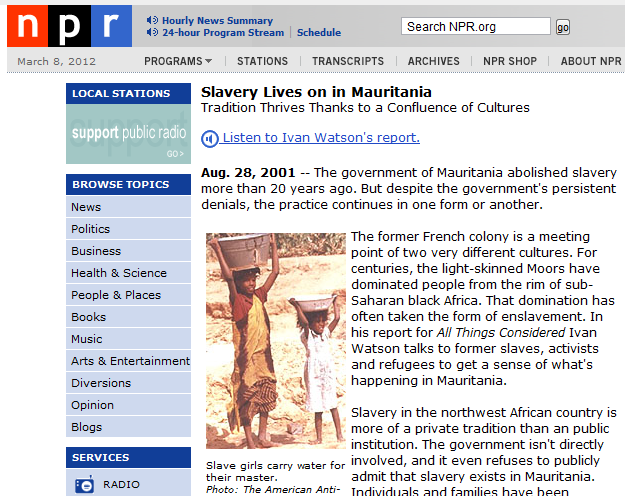 npr
Hourly News Summary
24-hour Program Stream | Schedule
Search NPR.org
go
March 8, 2012
PROGRAMS | STATIONS | TRANSCRIPTS | ARCHIVES | NPR SHOP | ABOUT NPR
LOCAL STATIONS
support public radio
GO>
BROWSE TOPICS
News
Politics
Business
Health & Science
People & Places
Books
Music
Arts & Entertainment
Diversions
Opinion
Blogs
SERVICES
RADIO
Slavery Lives on in Mauritania
Tradition Thrives Thanks to a Confluence of Cultures
Listen to Ivan Watson's report.
Aug. 28, 2001 -- The government of Mauritania abolished slavery
more than 20 years ago. But despite the government's persistent
denials, the practice continues in one form or another.
The former French colony is a meeting
point of two very different cultures. For
centuries, the light-skinned Moors have
dominated people from the rim of sub-
Saharan black Africa. That domination has
often taken the form of enslavement. In
his report for All Things Considered Ivan
Watson talks to former slaves, activists
and refugees to get a sense of what's
happening in Mauritania.
Slave girls carry water for
their master.
Photo: The American Anti-
Slavery in the northwest African country is
more of a private tradition than an public
institution. The government isn't directly
involved, and it even refuses to publicly
admit that slavery exists in Mauritania.
Individuals and families have been